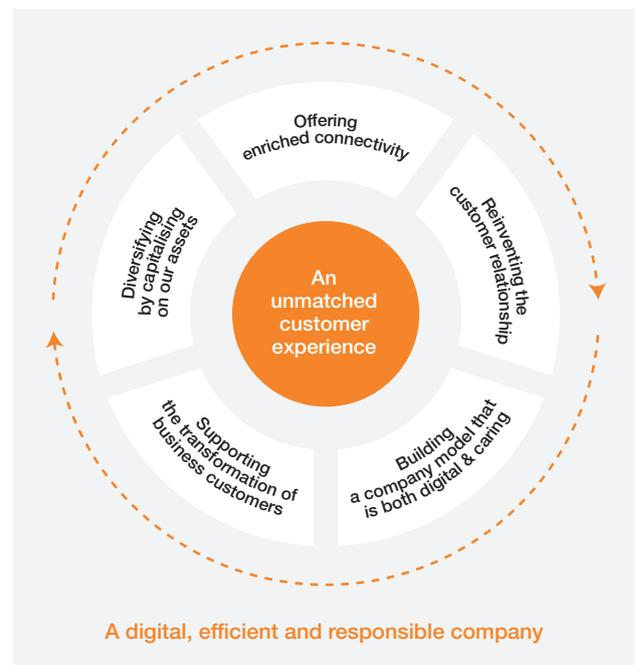 Offering
enriched connectivity
Reinventing the
customer relationship
Building
a company model that
is both digital & caring
Supporting
the transformation of
business customers
Diversifying
by capitalising
on our assets
An
unmatched
customer
experience
A digital, efficient and responsible company